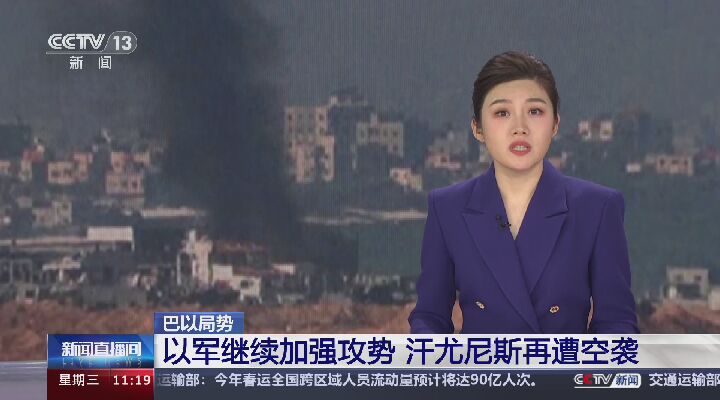 CCTV 13
新闻
巴以局势
新闻直播间
以军继续加强攻势 汗尤尼斯再遭空袭
星期三 11:19 运输部：今年春运全国跨区域人员流动量预计将达90亿人次。 CCTV新闻 交通运输部：今